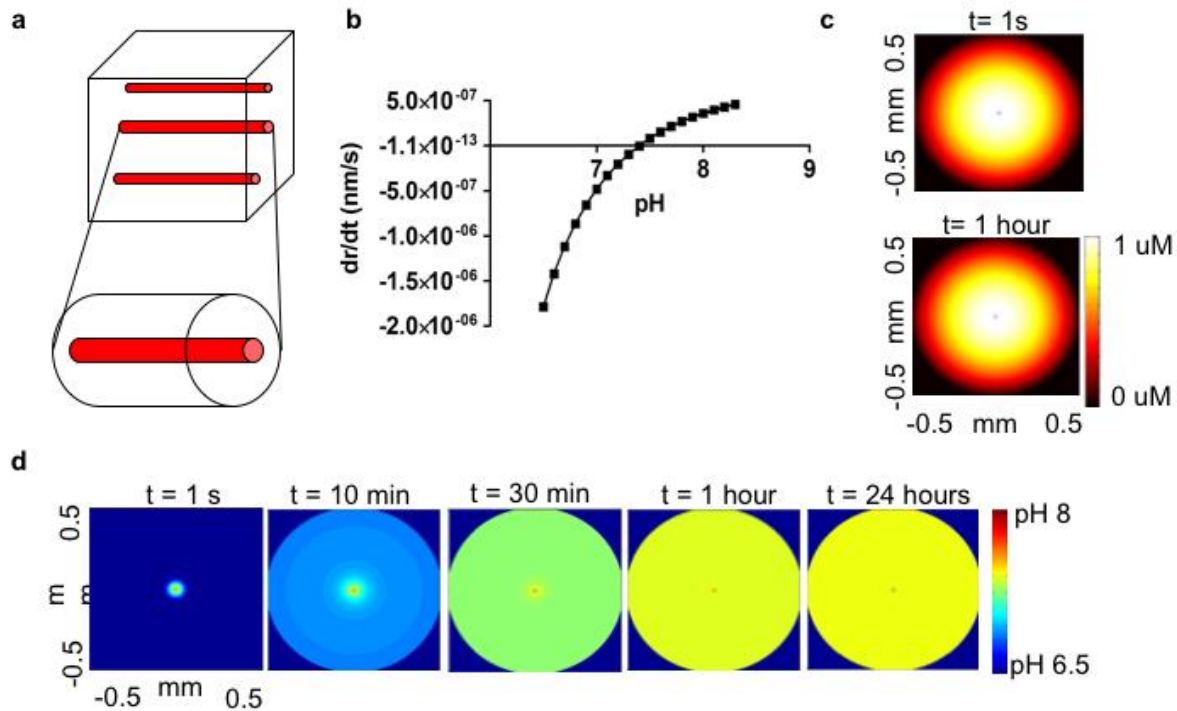 a
b
c
5.0×10⁻⁰⁷
-1.1×10⁻¹³
-5.0×10⁻⁰⁷
-1.0×10⁻⁰⁶
-1.5×10⁻⁰⁶
-2.0×10⁻⁰⁶
dr/dt (nm/s)
7 8 9
pH
t= 1s
0.5
mm
-0.5
t= 1 hour
0.5
mm
-0.5
-0.5 mm 0.5
1 uM
0 uM
d
t = 1 s t = 10 min t = 30 min t = 1 hour t = 24 hours
0.5
m
m
-0.5
-0.5 mm 0.5
pH 8
pH 6.5